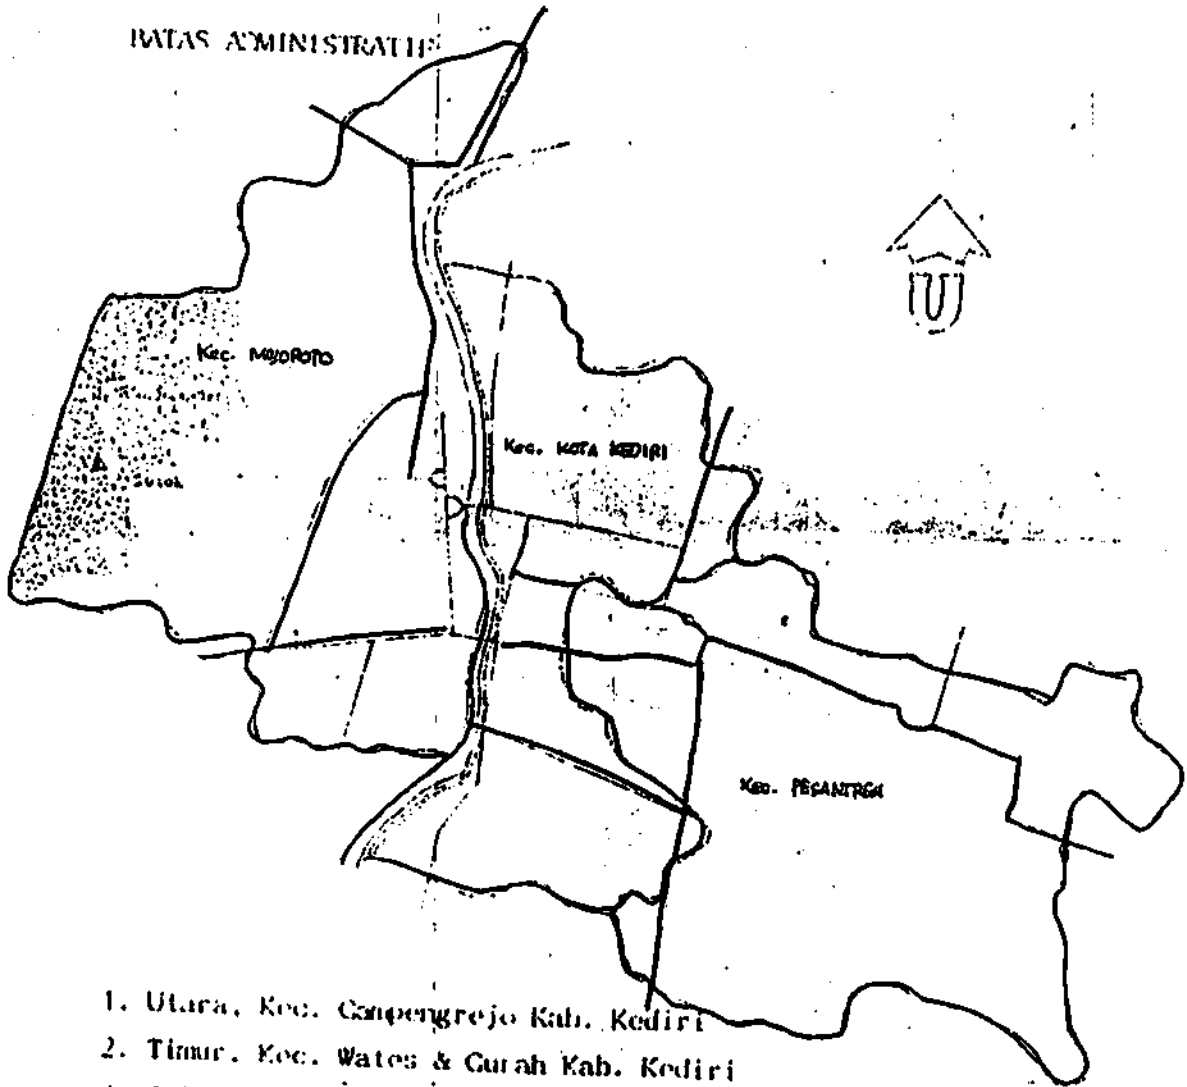 BATAS ADMINISTRATIF
U
Kec. MOJOROTO
Kec. KOTA KEDIRI
Kec. PESANTREN
1. Utara. Kec. Gampengrejo Kab. Kediri
2. Timur. Kec. Wates & Gurah Kab. Kediri